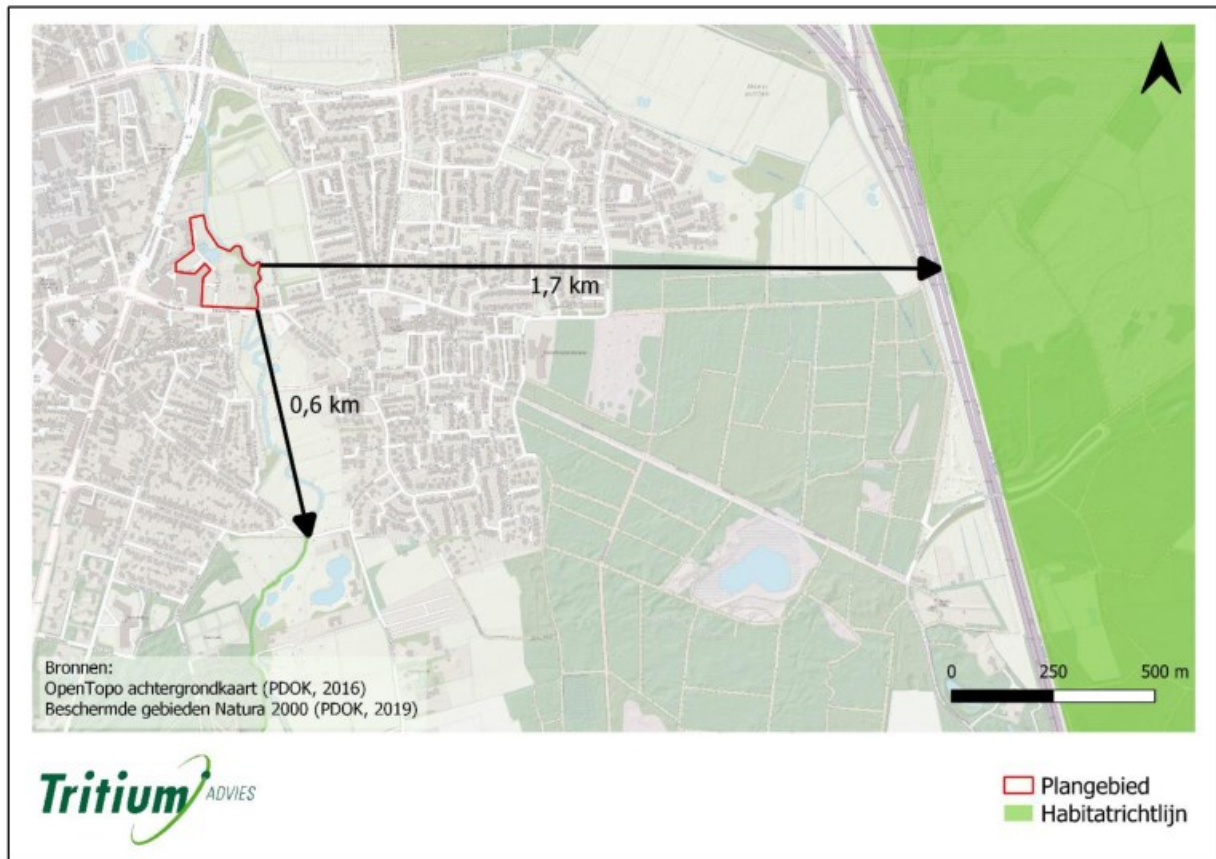 1,7 km
0,6 km
Bronnen:
OpenTopo achtergrondkaart (PDOK, 2016)
Beschermde gebieden Natura 2000 (PDOK, 2019)
0 250 500 m
Tritium ADVIES
Plangebied
Habitatrichtlijn